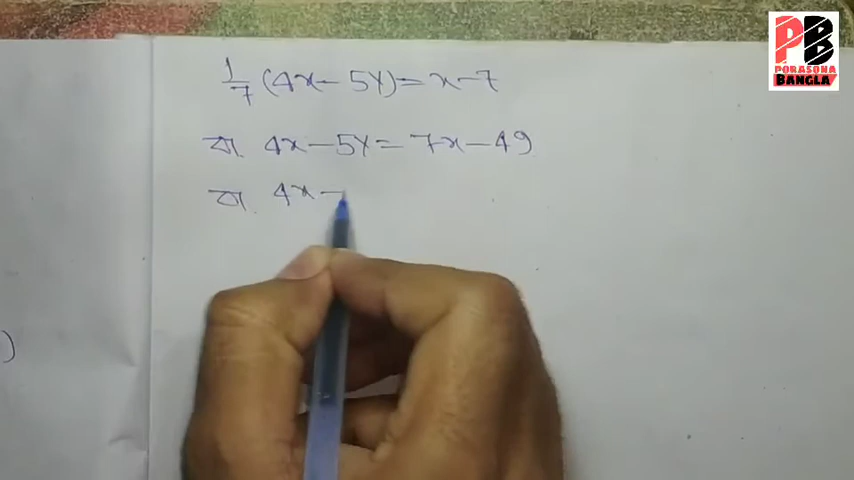 PB
PORASONA
BANGLA
1/7 (4x - 5y) = x - 7
বা, 4x - 5y = 7x - 49
বা, 4x -
)